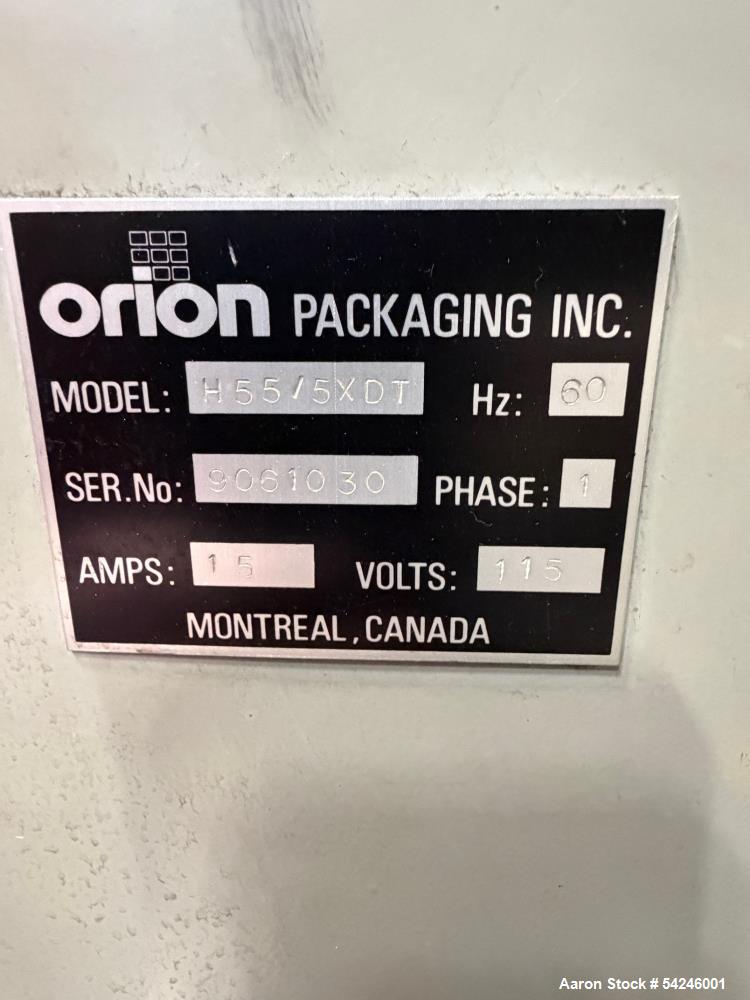 orion PACKAGING INC.
MODEL: H55/5XDT Hz: 60
SER.No: 9061030 PHASE: 1
AMPS: 15 VOLTS: 115
MONTREAL, CANADA
Aaron Stock # 54246001